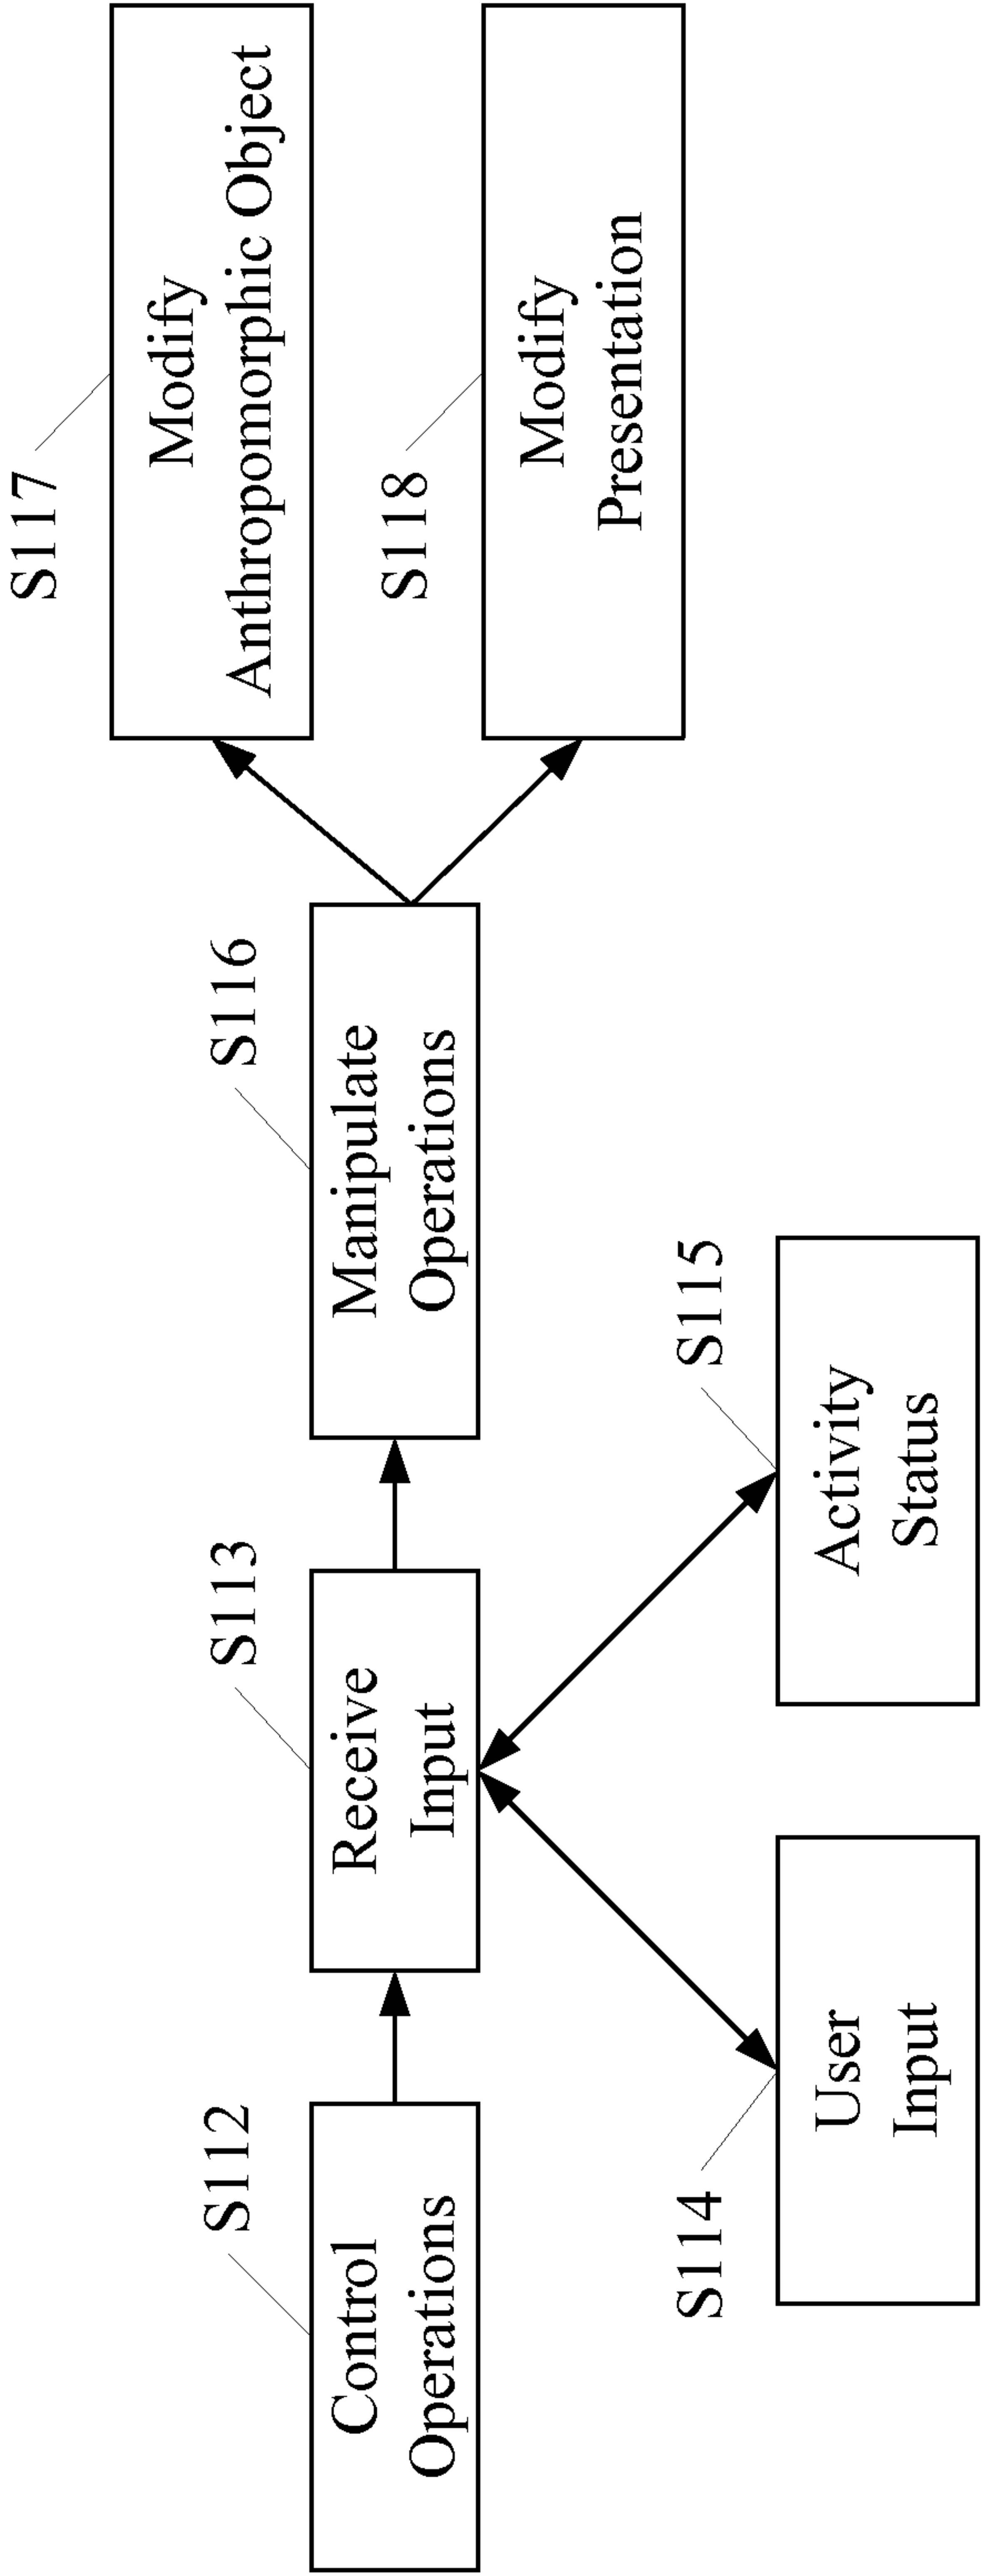 S112
Control
Operations
S113
Receive
Input
S114
User
Input
S115
Activity
Status
S116
Manipulate
Operations
S117
Modify
Anthropomorphic Object
S118
Modify
Presentation